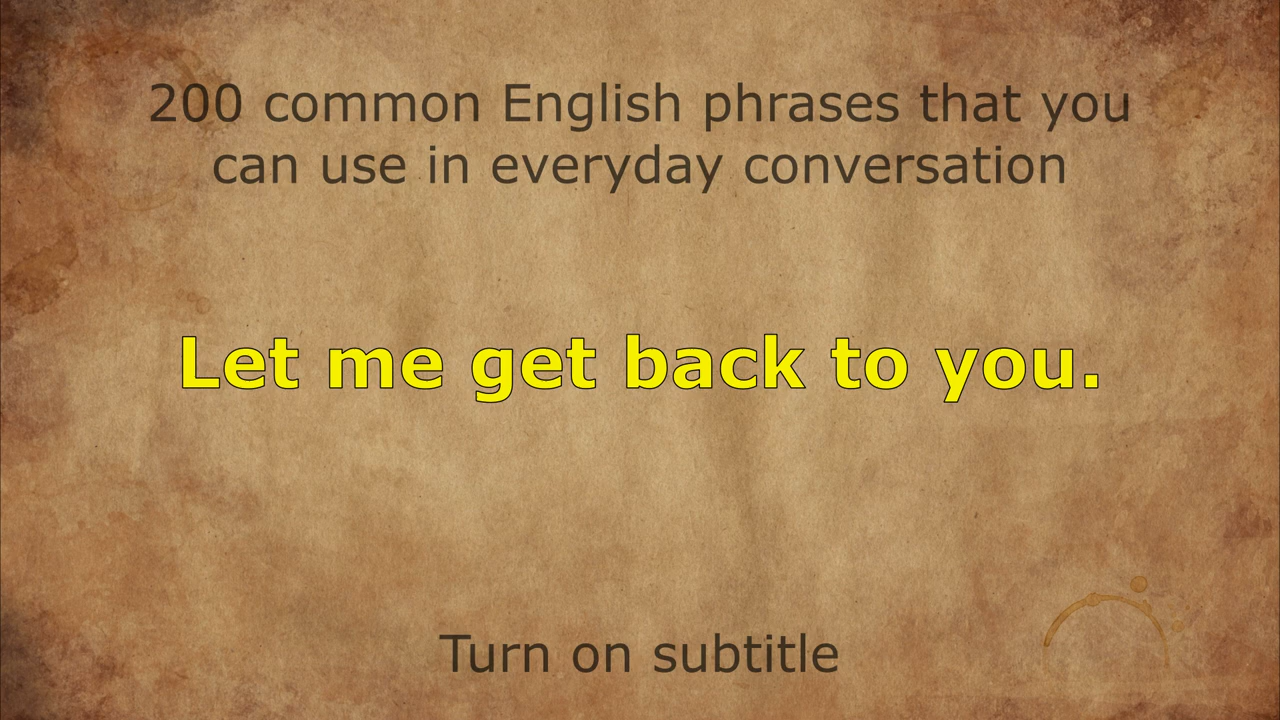 200 common English phrases that you
can use in everyday conversation
Let me get back to you.
Turn on subtitle